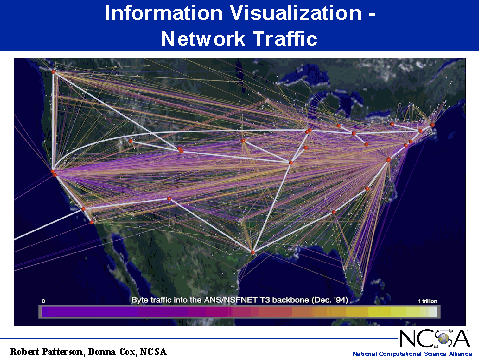 Information Visualization -
Network Traffic
0
Byte traffic into the ANS/NSFNET T3 backbone (Dec. '94)
1 trillion
NCSA
Robert Patterson, Donna Cox, NCSA
National Computational Science Alliance